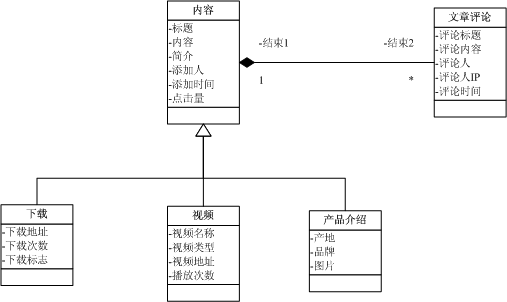 内容
-标题
-内容
-简介
-添加人
-添加时间
-点击量
-结束1
1
-结束2
*
文章评论
-评论标题
-评论内容
-评论人
-评论人IP
-评论时间
下载
-下载地址
-下载次数
-下载标志
视频
-视频名称
-视频类型
-视频地址
-播放次数
产品介绍
-产地
-品牌
-图片